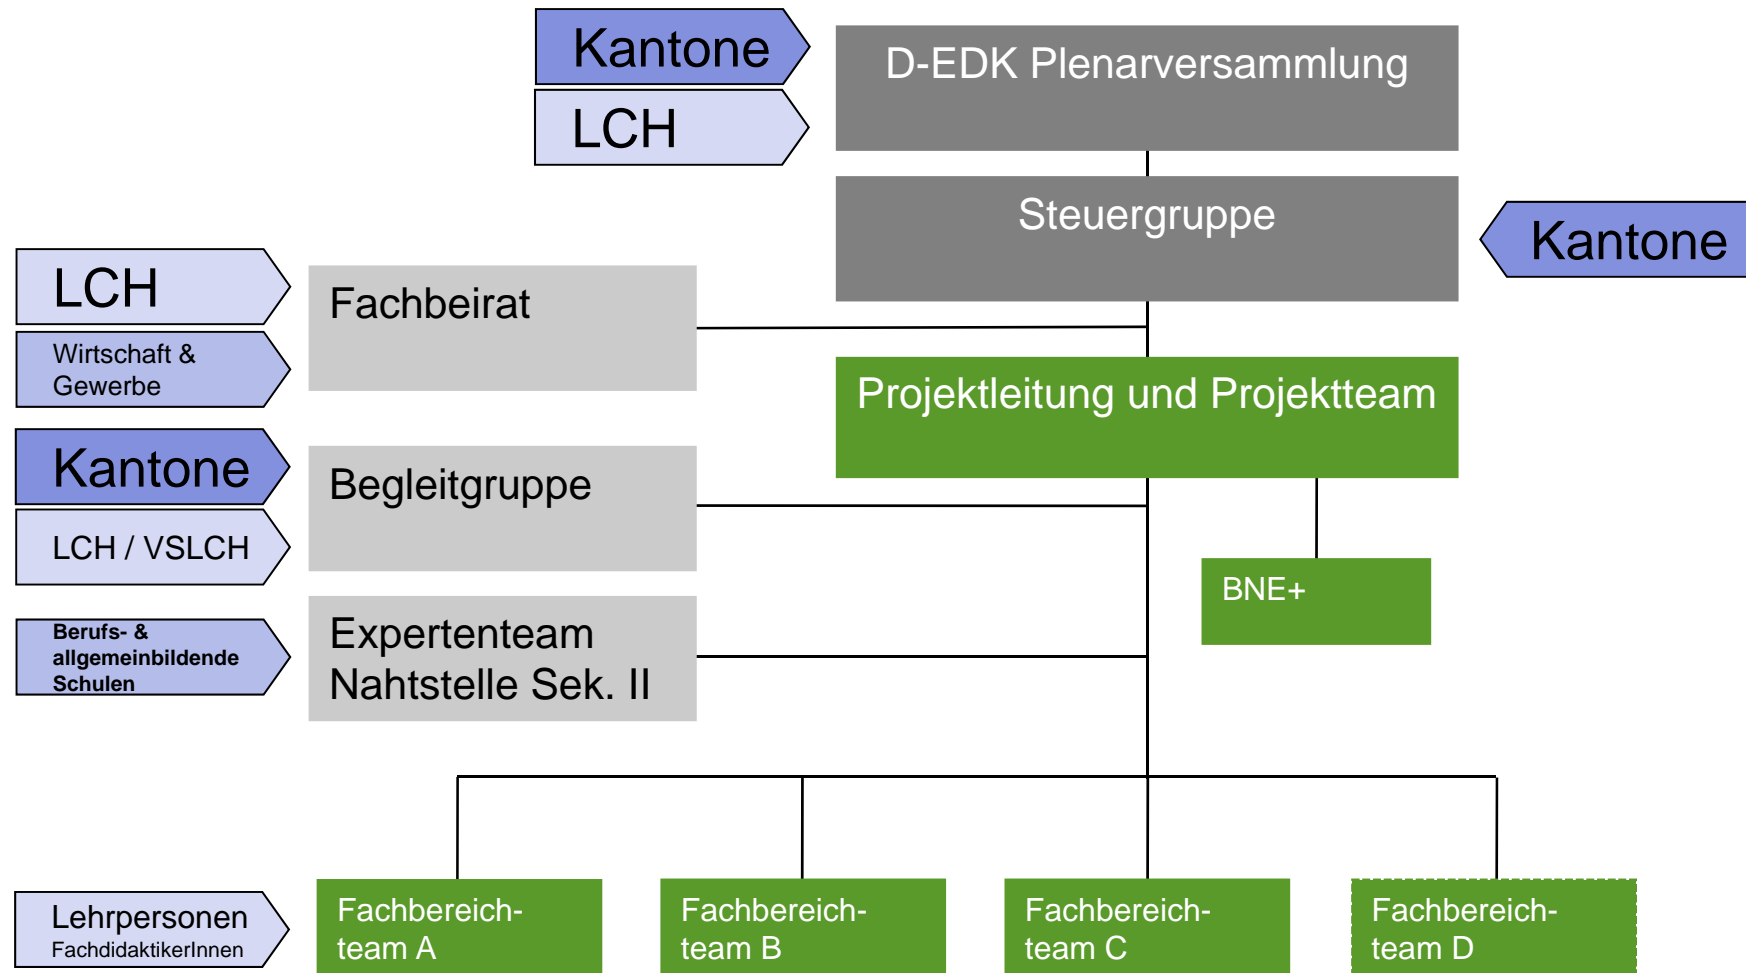 Kantone
D-EDK Plenarversammlung
LCH
Steuergruppe
Kantone
LCH
Fachbeirat
Wirtschaft &
Gewerbe
Projektleitung und Projektteam
Kantone
Begleitgruppe
LCH / VSLCH
BNE+
Berufs- &
allgemeinbildende
Schulen
Expertenteam
Nahtstelle Sek. II
Lehrpersonen
FachdidaktikerInnen
Fachbereich-
team A
Fachbereich-
team B
Fachbereich-
team C
Fachbereich-
team D